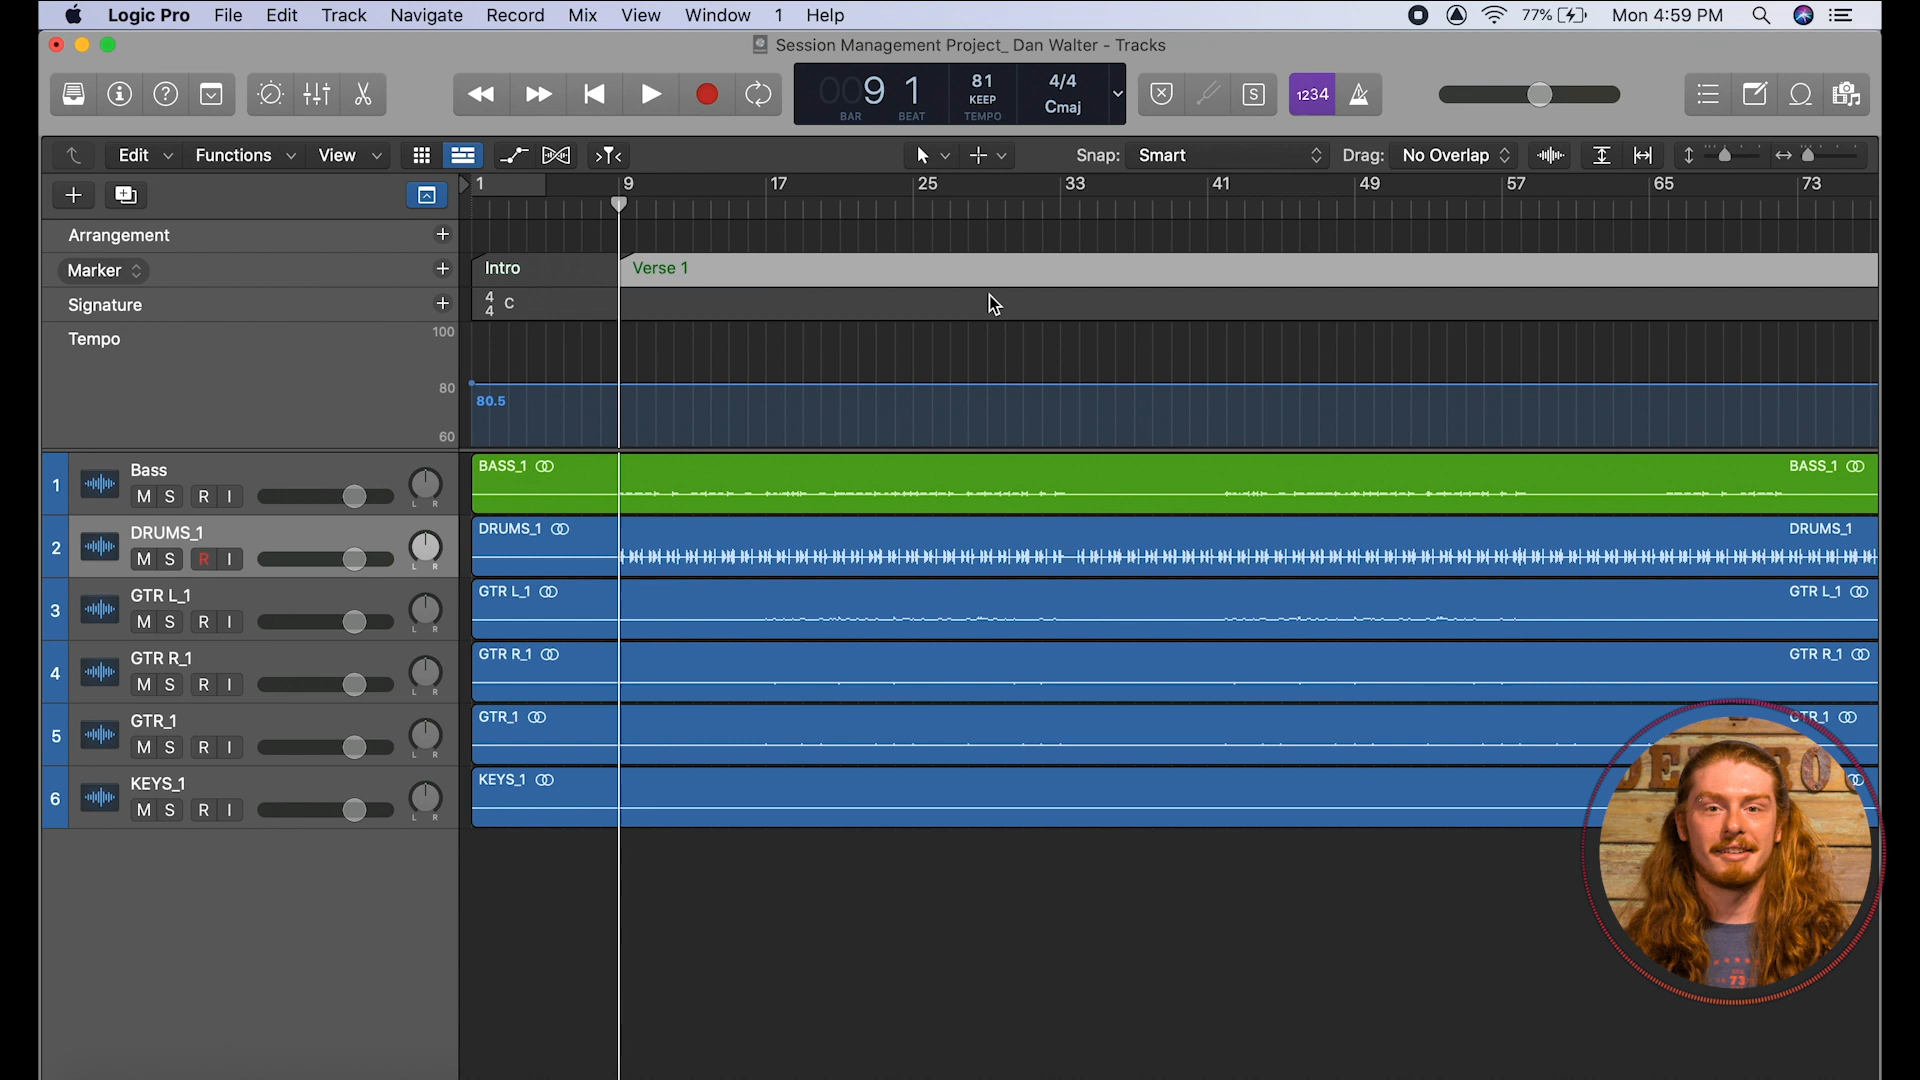 Logic Pro File Edit Track Navigate Record Mix View Window 1 Help 77% Mon 4:59 PM
Session Management Project_ Dan Walter - Tracks
009 1 81 4/4
KEEP Cmaj
BAR BEAT TEMPO
S 1234
Edit Functions View Snap: Smart Drag: No Overlap
1 9 17 25 33 41 49 57 65 73
Arrangement
Marker Intro Verse 1
Signature 4 4 C
Tempo 100
80
80.5
60
1 Bass
M S R I L R
BASS_1 BASS_1
2 DRUMS_1
M S R I L R
DRUMS_1 DRUMS_1
3 GTR L_1
M S R I L R
GTR L_1 GTR L_1
4 GTR R_1
M S R I L R
GTR R_1 GTR R_1
5 GTR_1
M S R I L R
GTR_1 GTR_1
6 KEYS_1
M S R I L R
KEYS_1
73